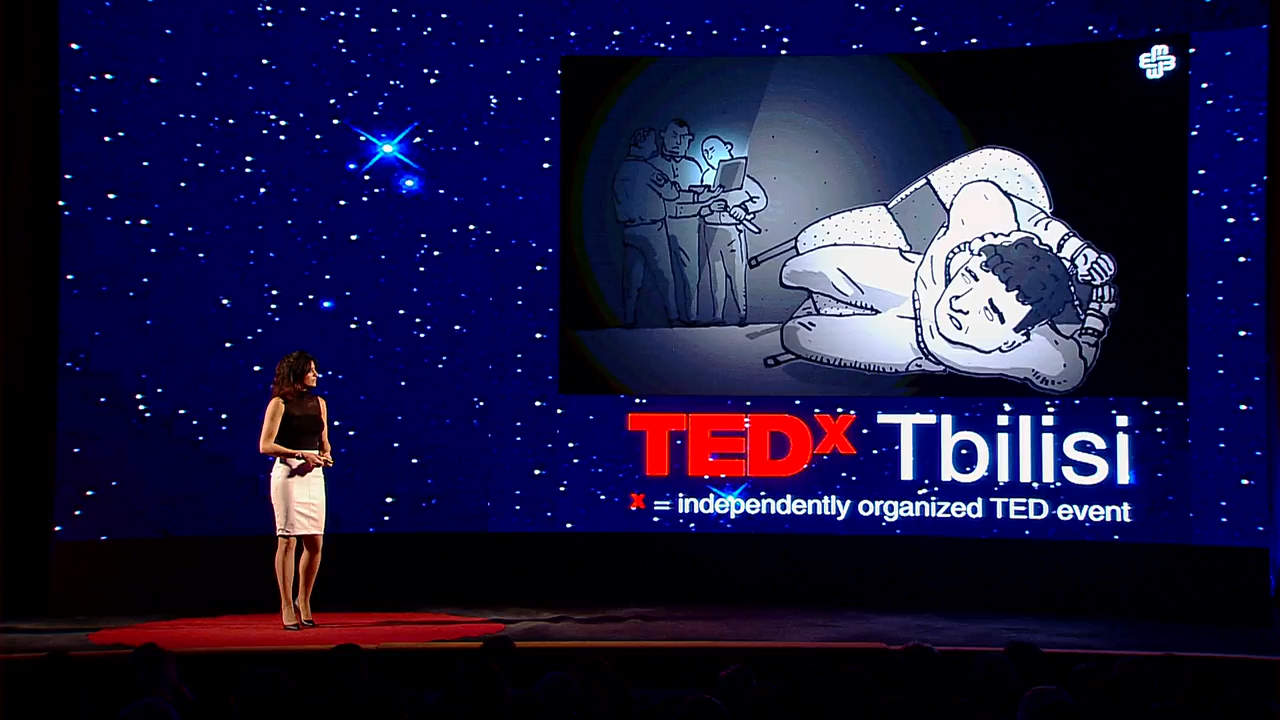 TEDx Tbilisi
x = independently organized TED event